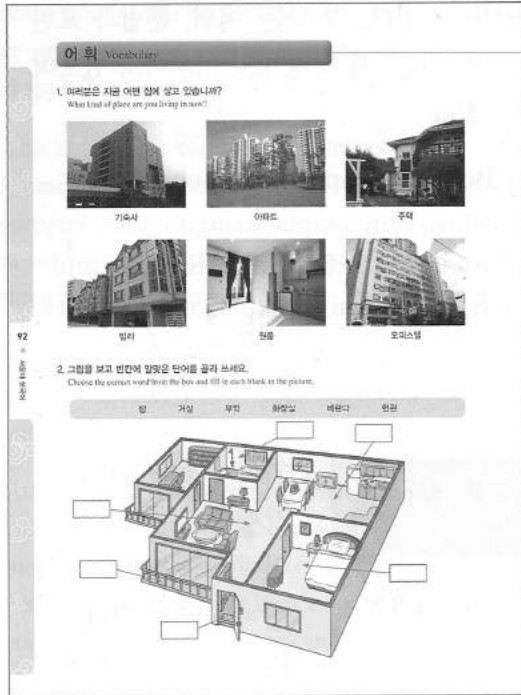 어휘 Vocabulary
1. 여러분은 지금 어떤 집에 살고 있습니까?
What kind of place are you living in now?
기숙사 아파트 주택
빌라 원룸 오피스텔
92
2. 그림을 보고 빈칸에 알맞은 단어를 골라 쓰세요.
Choose the correct word from the box and fill in each blank in the picture.
방 거실 부엌 화장실 베란다 현관